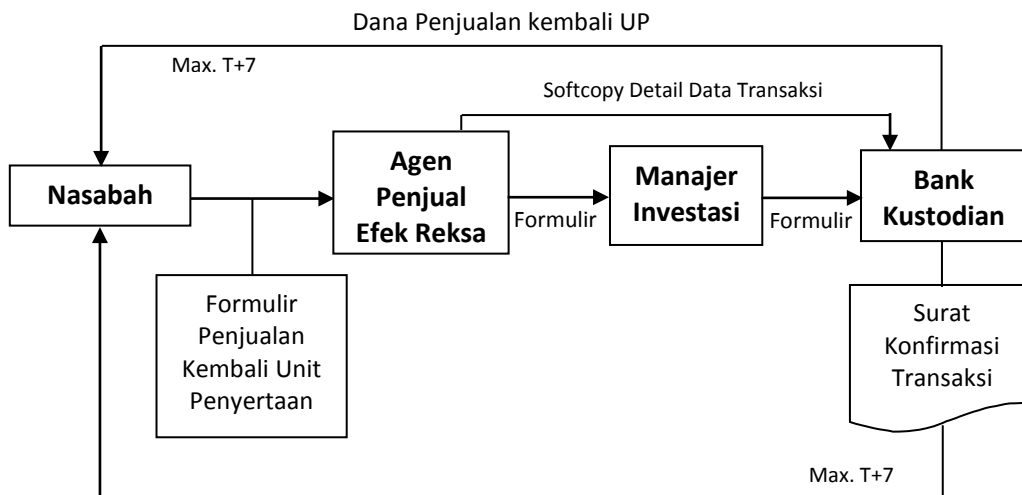 Dana Penjualan kembali UP
Max. T+7
Softcopy Detail Data Transaksi
Nasabah
Agen
Penjual
Efek Reksa
Formulir
Manajer
Investasi
Formulir
Bank
Kustodian
Formulir
Penjualan
Kembali Unit
Penyertaan
Surat
Konfirmasi
Transaksi
Max. T+7